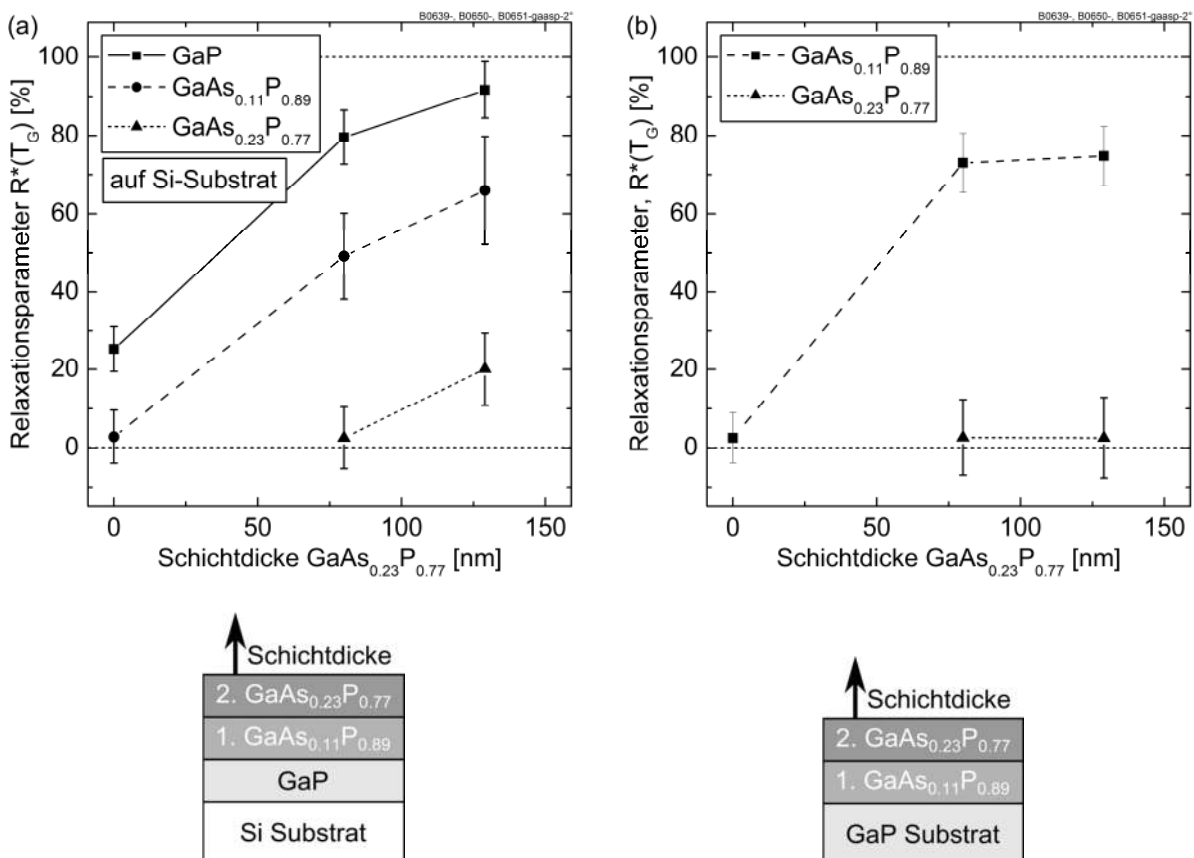 (a)
B0639-, B0650-, B0651-gaasp-2"
GaP
GaAs0.11P0.89
GaAs0.23P0.77
auf Si-Substrat
Relaxationsparameter R*(TG) [%]
100
80
60
40
20
0
0
50
100
150
Schichtdicke GaAs0.23P0.77 [nm]
(b)
B0639-, B0650-, B0651-gaasp-2"
GaAs0.11P0.89
GaAs0.23P0.77
Relaxationsparameter, R*(TG) [%]
100
80
60
40
20
0
0
50
100
150
Schichtdicke GaAs0.23P0.77 [nm]
Schichtdicke
2. GaAs0.23P0.77
1. GaAs0.11P0.89
GaP
Si Substrat
Schichtdicke
2. GaAs0.23P0.77
1. GaAs0.11P0.89
GaP Substrat